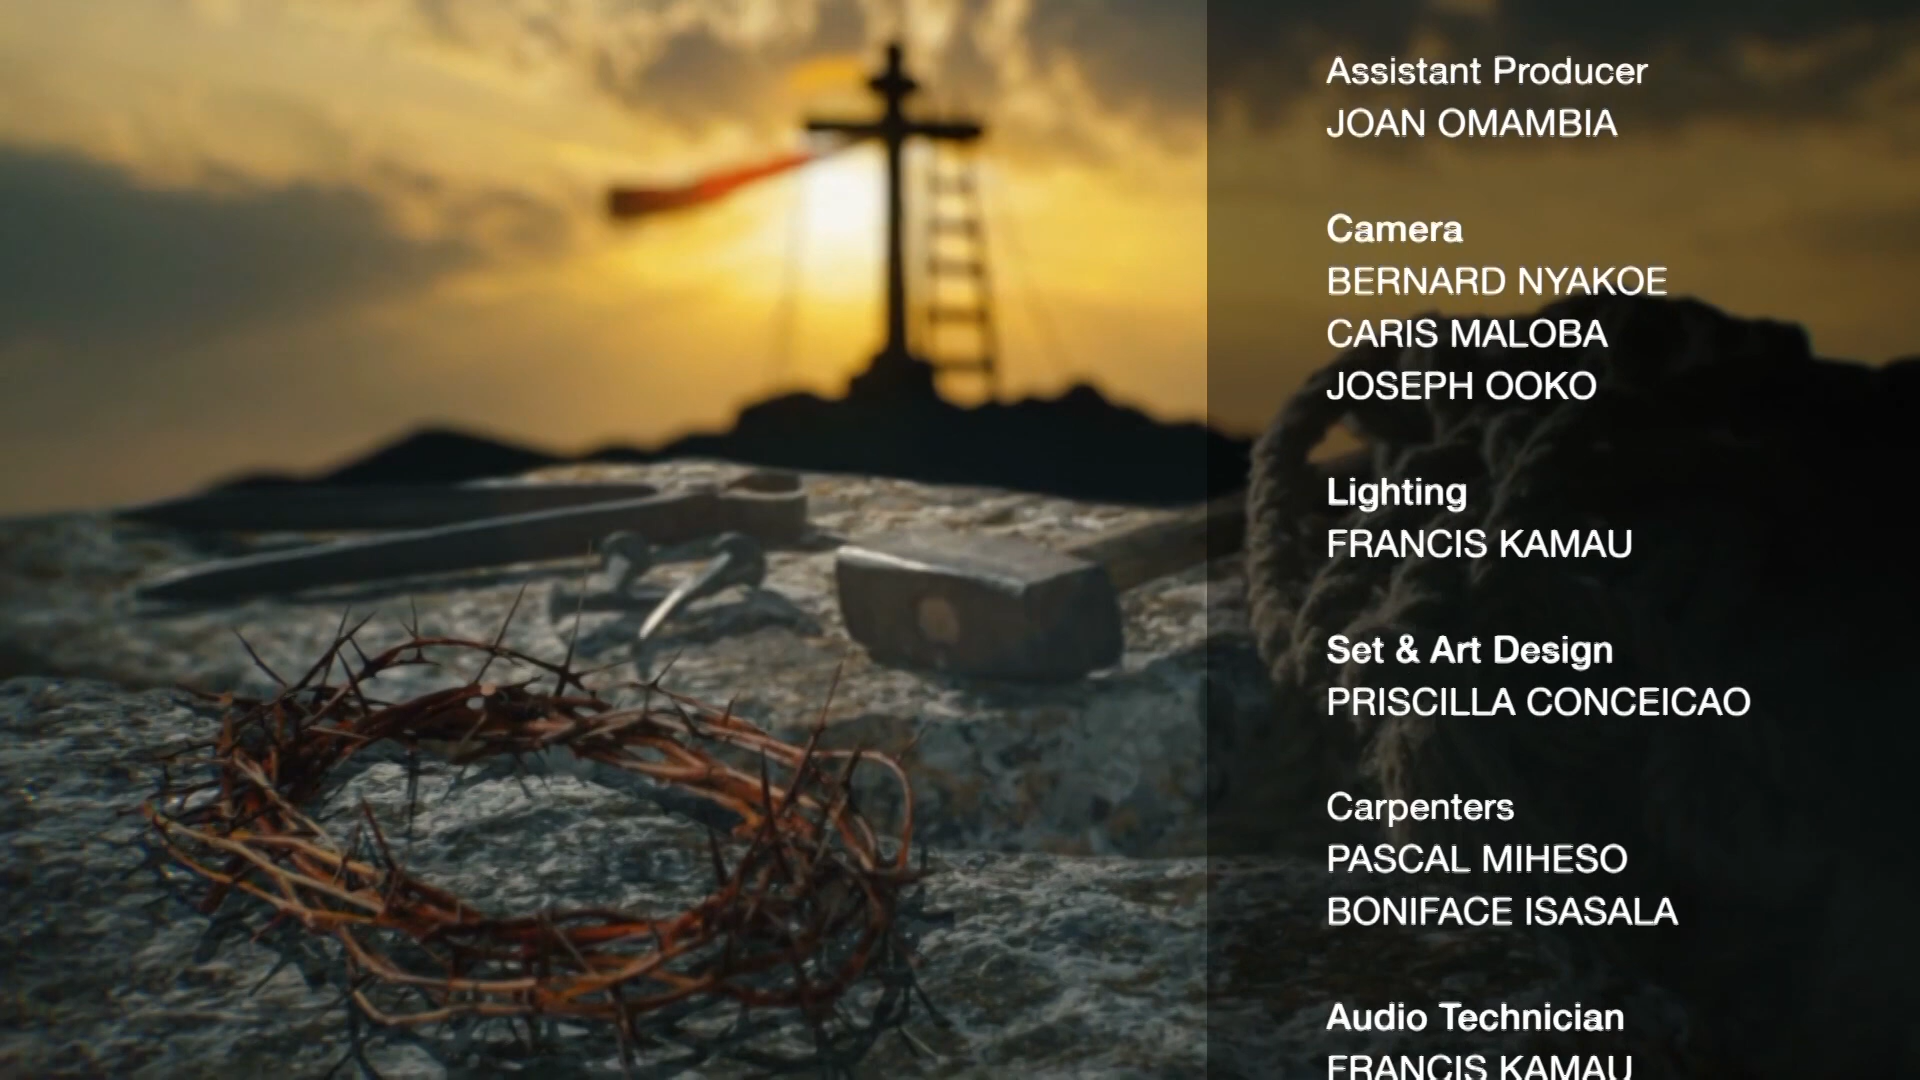 Assistant Producer
JOAN OMAMBIA
Camera
BERNARD NYAKOE
CARIS MALOBA
JOSEPH OOKO
Lighting
FRANCIS KAMAU
Set & Art Design
PRISCILLA CONCEICAO
Carpenters
PASCAL MIHESO
BONIFACE ISASALA
Audio Technician
FRANCIS KAMAU